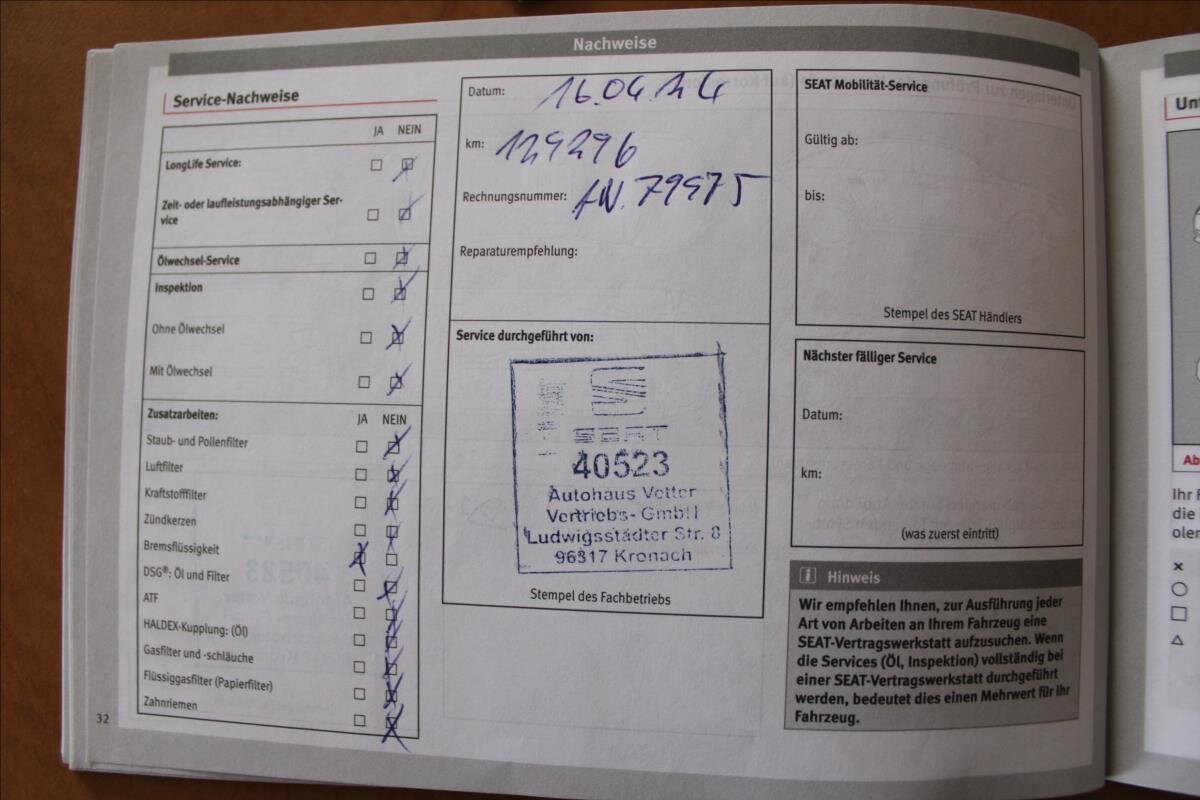 Nachweise
Service-Nachweise
JA NEIN
LongLife Service:
Zeit- oder laufleistungsabhängiger Ser-
vice
Ölwechsel-Service
Inspektion
Ohne Ölwechsel
Mit Ölwechsel
Zusatzarbeiten: JA NEIN
Staub- und Pollenfilter
Luftfilter
Kraftstofffilter
Zündkerzen
Bremsflüssigkeit
DSG®: Öl und Filter
ATF
HALDEX-Kupplung: (Öl)
Gasfilter und -schläuche
Flüssiggasfilter (Papierfilter)
Zahnriemen
32
Datum:
km: 129296
Rechnungsnummer:
Reparaturempfehlung:
Service durchgeführt von:
SEAT
40523
Autohaus Vetter
Vertriebs-GmbH
Ludwigsstädter Str. 8
96317 Kronach
Stempel des Fachbetriebs
SEAT Mobilität-Service
Gültig ab:
bis:
Stempel des SEAT Händlers
Nächster fälliger Service
Datum:
km:
(was zuerst eintritt)
Hinweis
Wir empfehlen Ihnen, zur Ausführung jeder
Art von Arbeiten an Ihrem Fahrzeug eine
SEAT-Vertragswerkstatt aufzusuchen. Wenn
die Services (Öl, Inspektion) vollständig bei
einer SEAT-Vertragswerkstatt durchgeführt
werden, bedeutet dies einen Mehrwert für Ihr
Fahrzeug.
Ihr
die